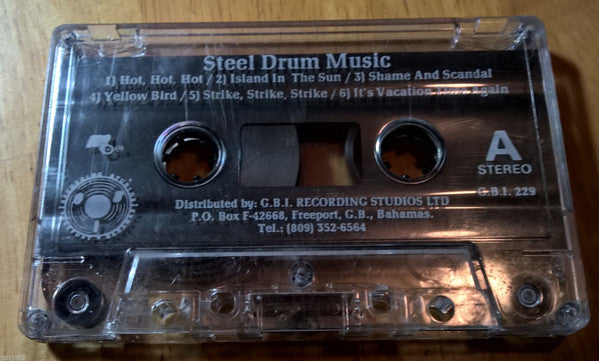 Steel Drum Music
1) Hot, Hot, Hot / 2) Island In The Sun / 3) Shame And Scandal
4) Yellow Bird / 5) Strike, Strike, Strike / 6) It's Vacation Time Again
A
STEREO
G.B.I. 229
Distributed by: G.B.I. RECORDING STUDIOS LTD
P.O. Box F-42668, Freeport, G.B., Bahamas.
Tel.: (809) 352-6564